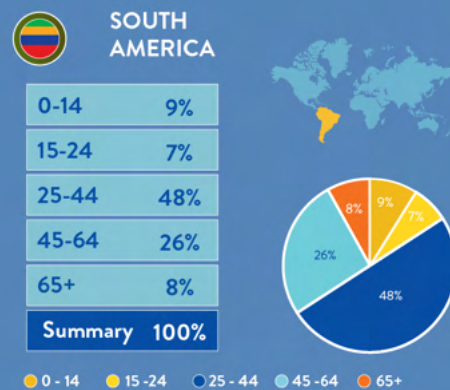 SOUTH
AMERICA
0-14 9%
15-24 7%
25-44 48%
45-64 26%
65+ 8%
Summary 100%
8% 9%
7%
26%
48%
0 - 14 15 -24 25 - 44 45 -64 65+